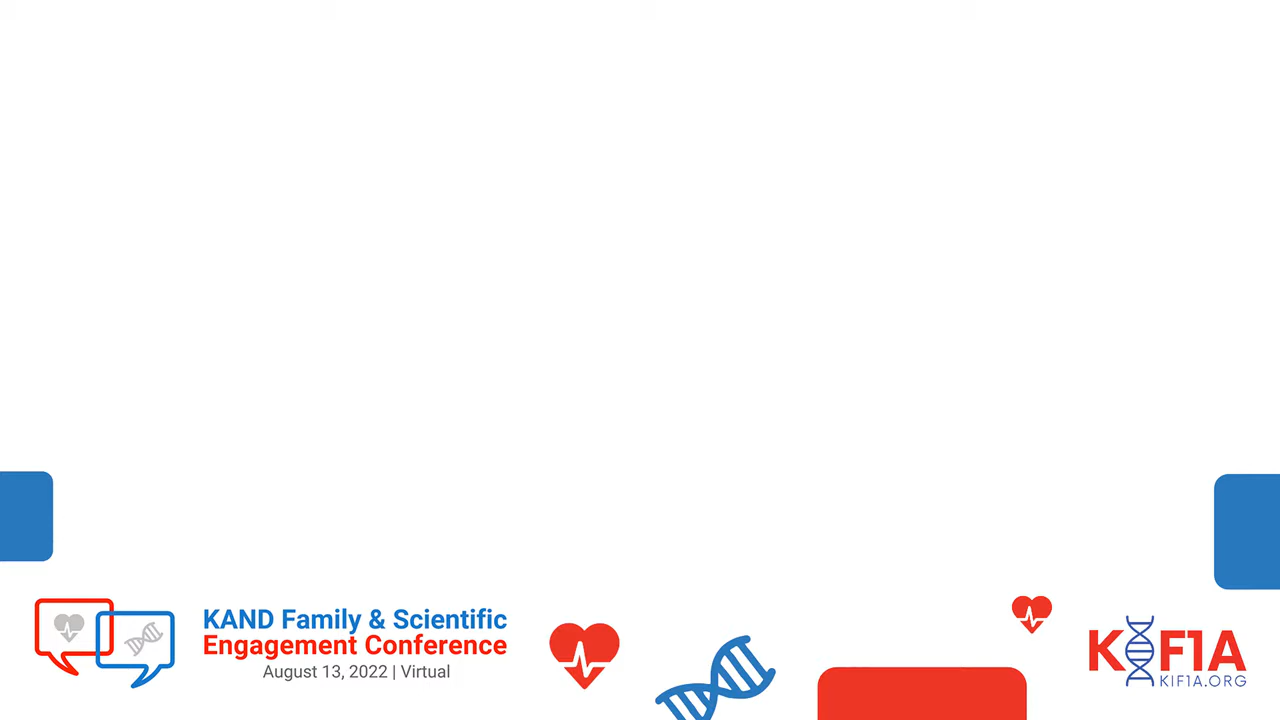 KAND Family & Scientific
Engagement Conference
August 13, 2022 | Virtual
KIF1A
KIF1A.ORG